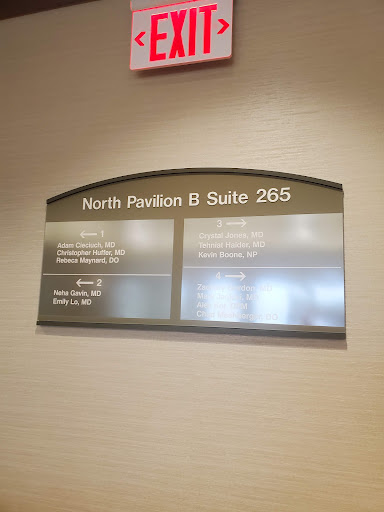 EXIT
North Pavilion B Suite 265
← 1
Adam Ciecluch, MD
Christopher Huffer, MD
Rebeca Maynard, DO
← 2
Neha Gavin, MD
Emily Lo, MD
3 →
Crystal Jones, MD
Tehniat Haider, MD
Kevin Boone, NP
4 →